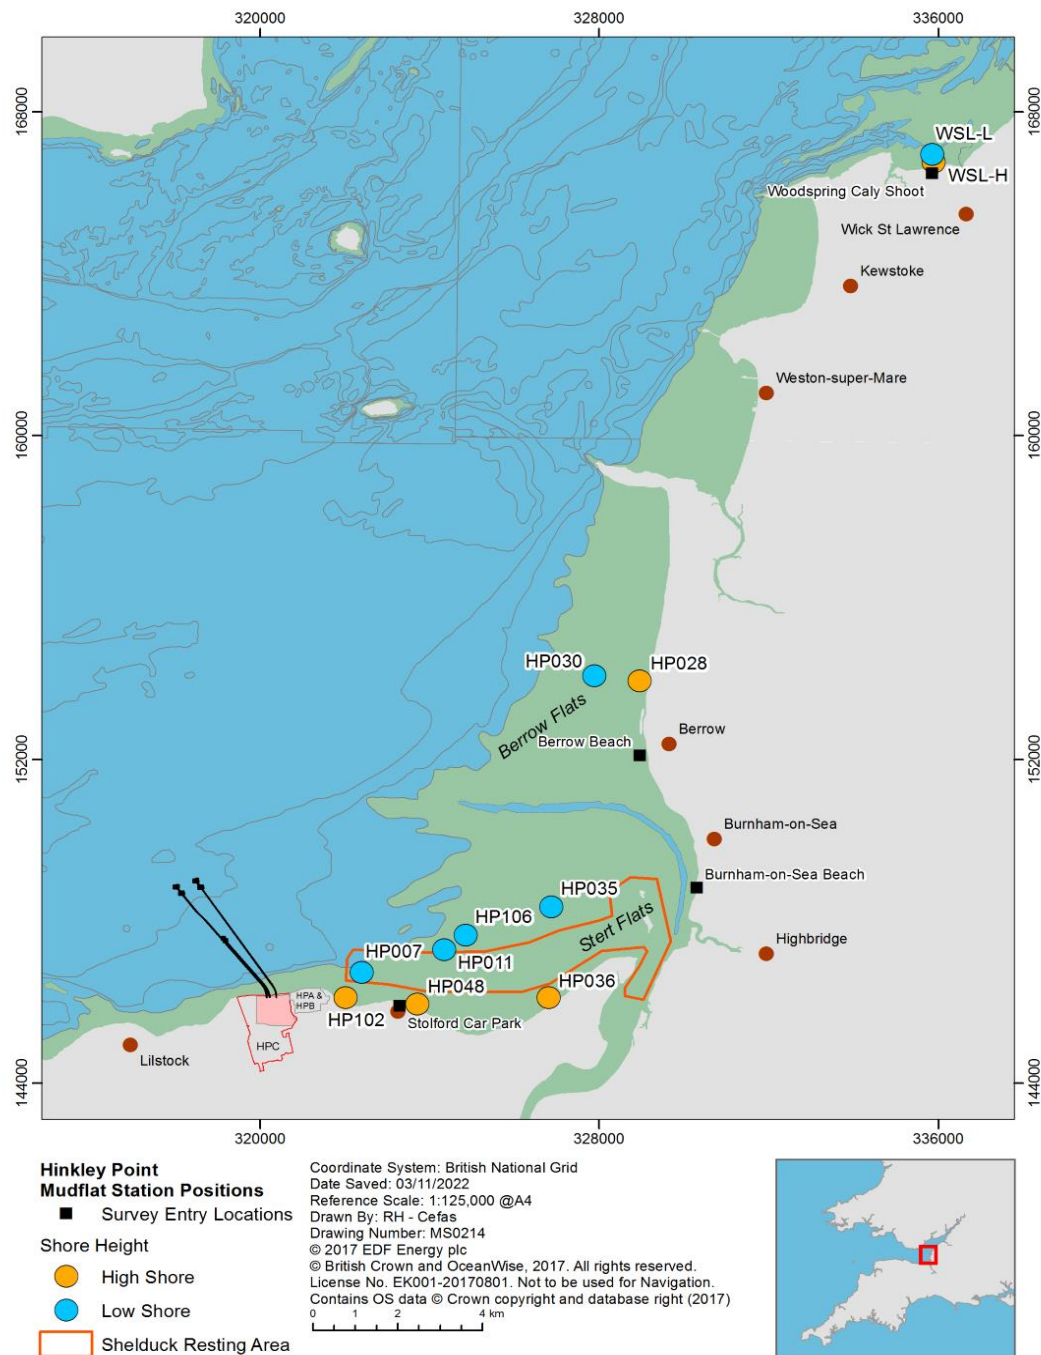 320000
328000
336000
168000
168000
WSL-L
WSL-H
Woodspring Caly Shoot
Wick St Lawrence
Kewstoke
Weston-super-Mare
160000
160000
HP030
HP028
Berrow Flats
Berrow Beach
Berrow
152000
152000
Burnham-on-Sea
Burnham-on-Sea Beach
HP035
HP106
Stert Flats
Highbridge
HP007
HP011
HP048
HP036
HPA &
HPB
HP102
Stolford Car Park
HPC
Lilstock
144000
144000
320000
328000
336000
Hinkley Point
Mudflat Station Positions
Survey Entry Locations
Shore Height
High Shore
Low Shore
Shelduck Resting Area
Coordinate System: British National Grid
Date Saved: 03/11/2022
Reference Scale: 1:125,000 @A4
Drawn By: RH - Cefas
Drawing Number: MS0214
© 2017 EDF Energy plc
© British Crown and OceanWise, 2017. All rights reserved.
License No. EK001-20170801. Not to be used for Navigation.
Contains OS data © Crown copyright and database right (2017)
0 1 2 4 km